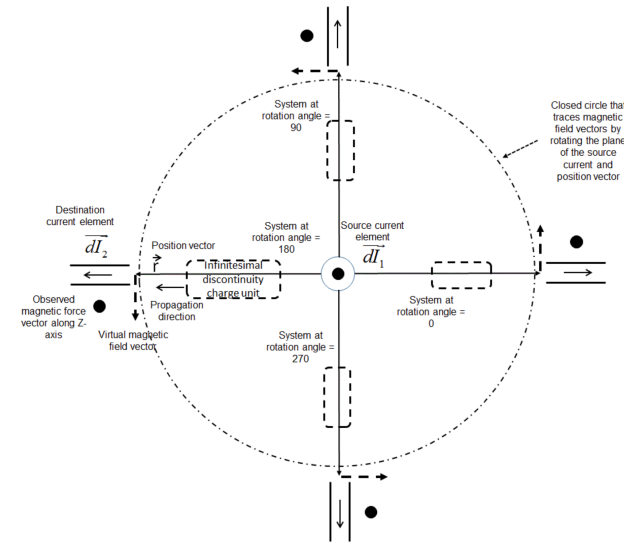 System at
rotation angle =
90
Closed circle that
traces magnetic
field vectors by
rotating the plane
of the source
current and
position vector
Destination
current element
dI2
Position vector
r
System at
rotation angle =
180
Source current
element
dI1
Infinitesimal
discontinuity
charge unit
Propagation
direction
Observed
magnetic force
vector along Z-
axis
Virtual magnetic
field vector
System at
rotation angle =
0
System at
rotation angle =
270